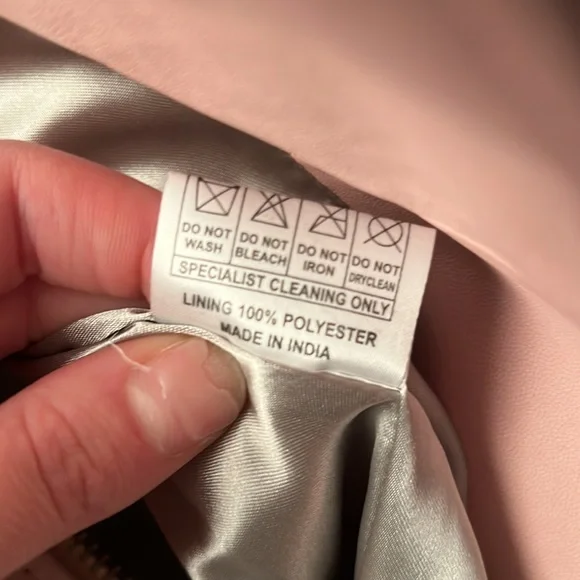 DO NOT WASH
DO NOT BLEACH
DO NOT IRON
DO NOT DRYCLEAN
SPECIALIST CLEANING ONLY
LINING 100% POLYESTER
MADE IN INDIA